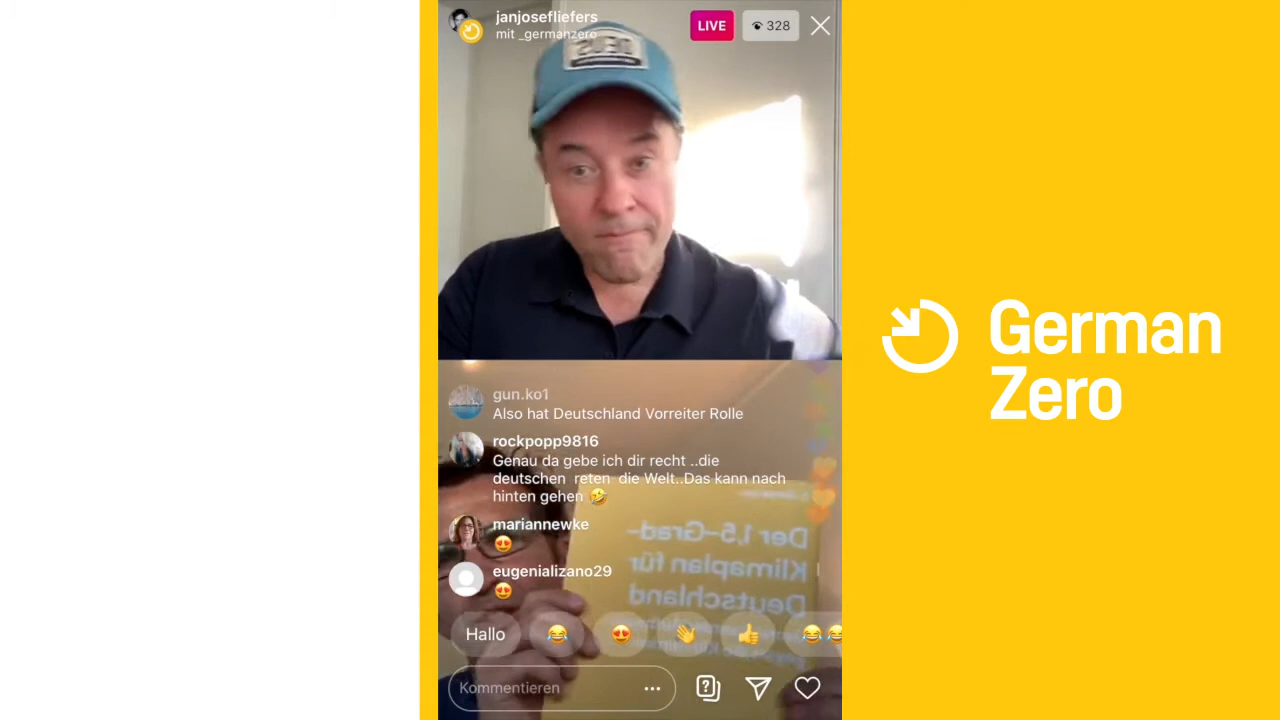 janjosefliefers
mit _germanzero
LIVE
328
gun.ko1
Also hat Deutschland Vorreiter Rolle
rockpopp9816
Genau da gebe ich dir recht ..die
deutschen reten die Welt..Das kann nach
hinten gehen 🤣
mariannewke
😍
eugenializano29
😍
Der 1,5-Grad-
Klimaplan für
Deutschland
Hallo 😂 😍 👋 👍 😂😂
Kommentieren
German
Zero